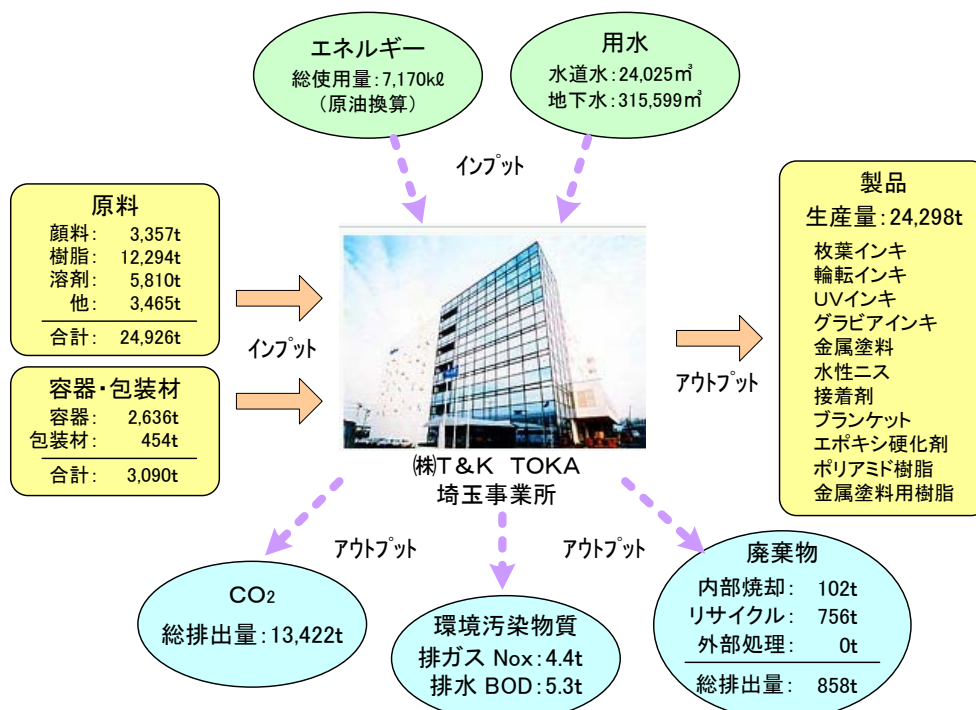 エネルギー
総使用量:7,170kℓ
(原油換算)
用水
水道水:24,025㎥
地下水:315,599㎥
インプット
原料
顔料: 3,357t
樹脂: 12,294t
溶剤: 5,810t
他: 3,465t
合計: 24,926t
インプット
容器・包装材
容器: 2,636t
包装材: 454t
合計: 3,090t
㈱T&K TOKA
埼玉事業所
アウトプット
製品
生産量:24,298t
枚葉インキ
輪転インキ
UVインキ
グラビアインキ
金属塗料
水性ニス
接着剤
ブランケット
エポキシ硬化剤
ポリアミド樹脂
金属塗料用樹脂
アウトプット
アウトプット
CO2
総排出量:13,422t
環境汚染物質
排ガス Nox:4.4t
排水 BOD:5.3t
廃棄物
内部焼却: 102t
リサイクル: 756t
外部処理: 0t
総排出量: 858t